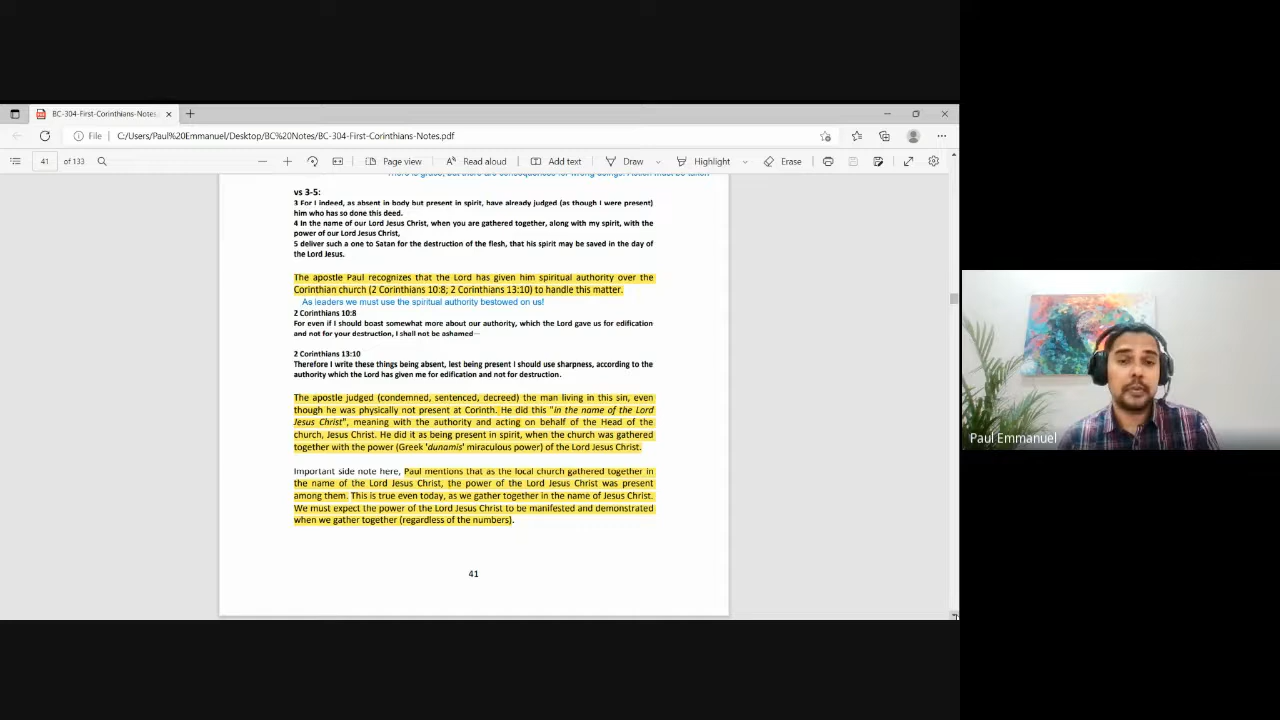 BC-304-First-Corinthians-Notes
File
C:/Users/Paul%20Emmanuel/Desktop/BC%20Notes/BC-304-First-Corinthians-Notes.pdf
41 of 133
Page view
Read aloud
Add text
Draw
Highlight
Erase
There is grace, but there are consequences for wrong doings. Action must be taken
vs 3-5:
3 For I indeed, as absent in body but present in spirit, have already judged (as though I were present)
him who has so done this deed.
4 In the name of our Lord Jesus Christ, when you are gathered together, along with my spirit, with the
power of our Lord Jesus Christ,
5 deliver such a one to Satan for the destruction of the flesh, that his spirit may be saved in the day of
the Lord Jesus.
The apostle Paul recognizes that the Lord has given him spiritual authority over the
Corinthian church (2 Corinthians 10:8; 2 Corinthians 13:10) to handle this matter.
As leaders we must use the spiritual authority bestowed on us!
2 Corinthians 10:8
For even if I should boast somewhat more about our authority, which the Lord gave us for edification
and not for your destruction, I shall not be ashamed—
2 Corinthians 13:10
Therefore I write these things being absent, lest being present I should use sharpness, according to the
authority which the Lord has given me for edification and not for destruction.
The apostle judged (condemned, sentenced, decreed) the man living in this sin, even
though he was physically not present at Corinth. He did this "in the name of the Lord
Jesus Christ", meaning with the authority and acting on behalf of the Head of the
church, Jesus Christ. He did it as being present in spirit, when the church was gathered
together with the power (Greek 'dunamis' miraculous power) of the Lord Jesus Christ.
Important side note here, Paul mentions that as the local church gathered together in
the name of the Lord Jesus Christ, the power of the Lord Jesus Christ was present
among them. This is true even today, as we gather together in the name of Jesus Christ.
We must expect the power of the Lord Jesus Christ to be manifested and demonstrated
when we gather together (regardless of the numbers).
41
Paul Emmanuel